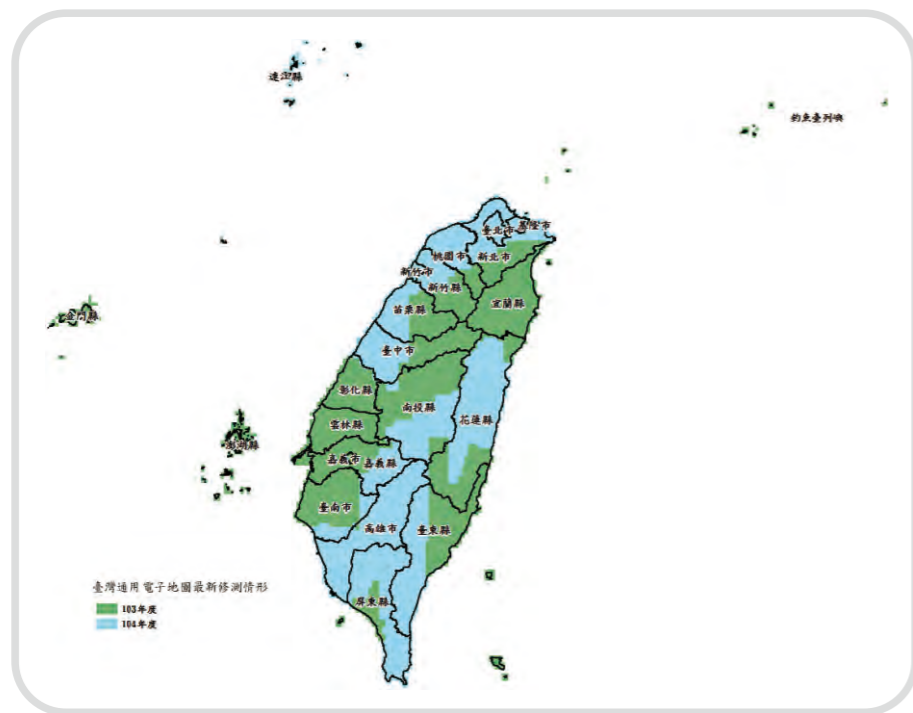 連江縣
釣魚臺列嶼
基隆市
臺北市
桃園市
新北市
新竹市
新竹縣
宜蘭縣
苗栗縣
金門縣
臺中市
彰化縣
南投縣
花蓮縣
雲林縣
澎湖縣
嘉義市
嘉義縣
臺南市
高雄市
臺東縣
臺灣通用電子地圖最新修測情形
103年度
104年度
屏東縣